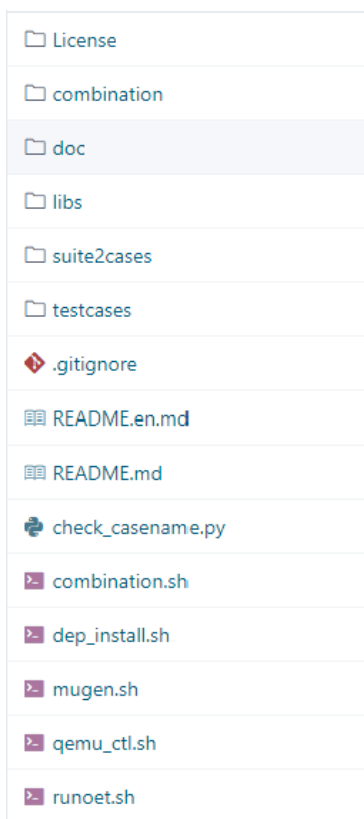 License
combination
doc
libs
suite2cases
testcases
.gitignore
README.en.md
README.md
check_casename.py
combination.sh
dep_install.sh
mugen.sh
qemu_ctl.sh
runoet.sh